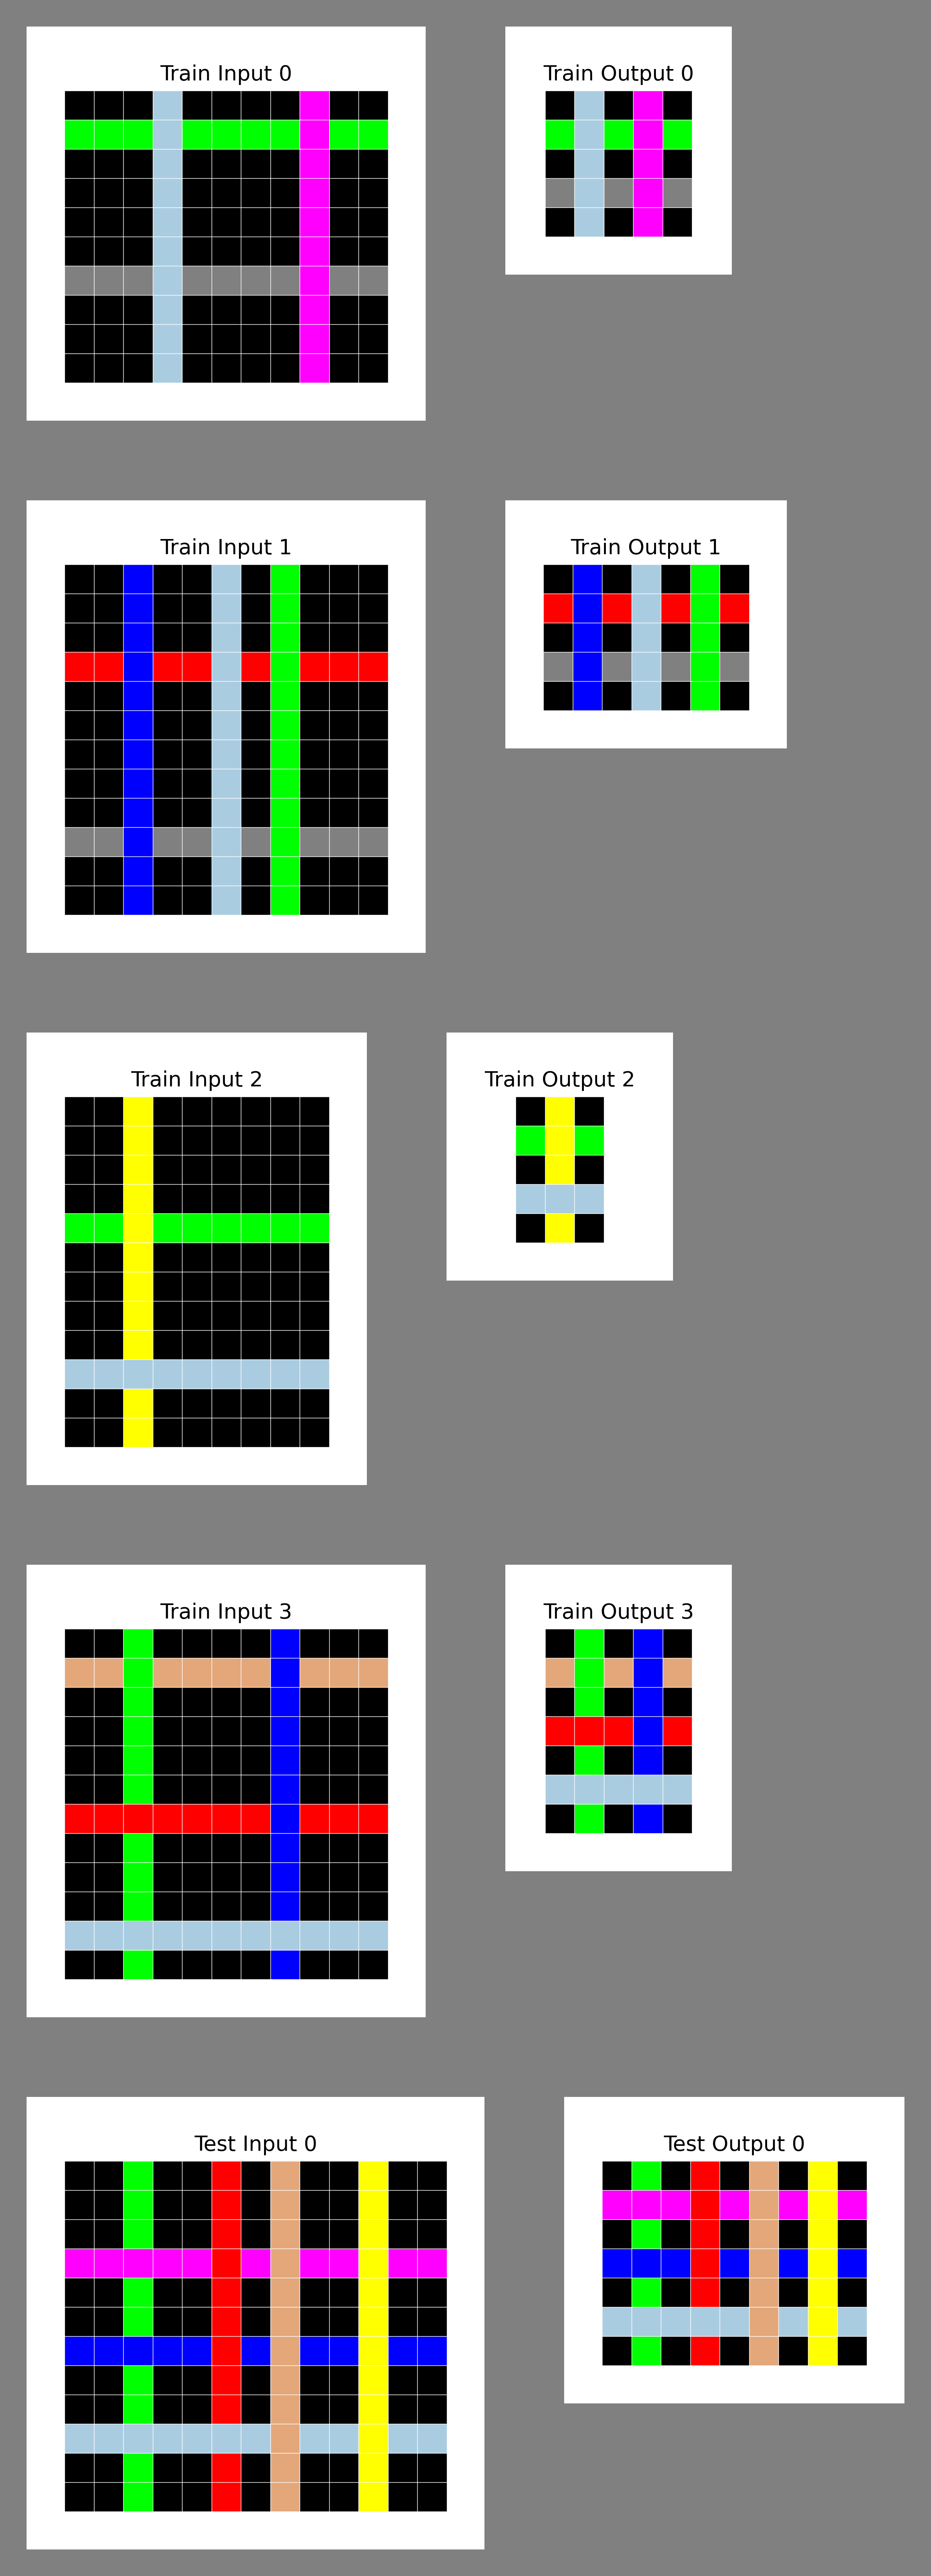 Train Input 0
Train Output 0
Train Input 1
Train Output 1
Train Input 2
Train Output 2
Train Input 3
Train Output 3
Test Input 0
Test Output 0